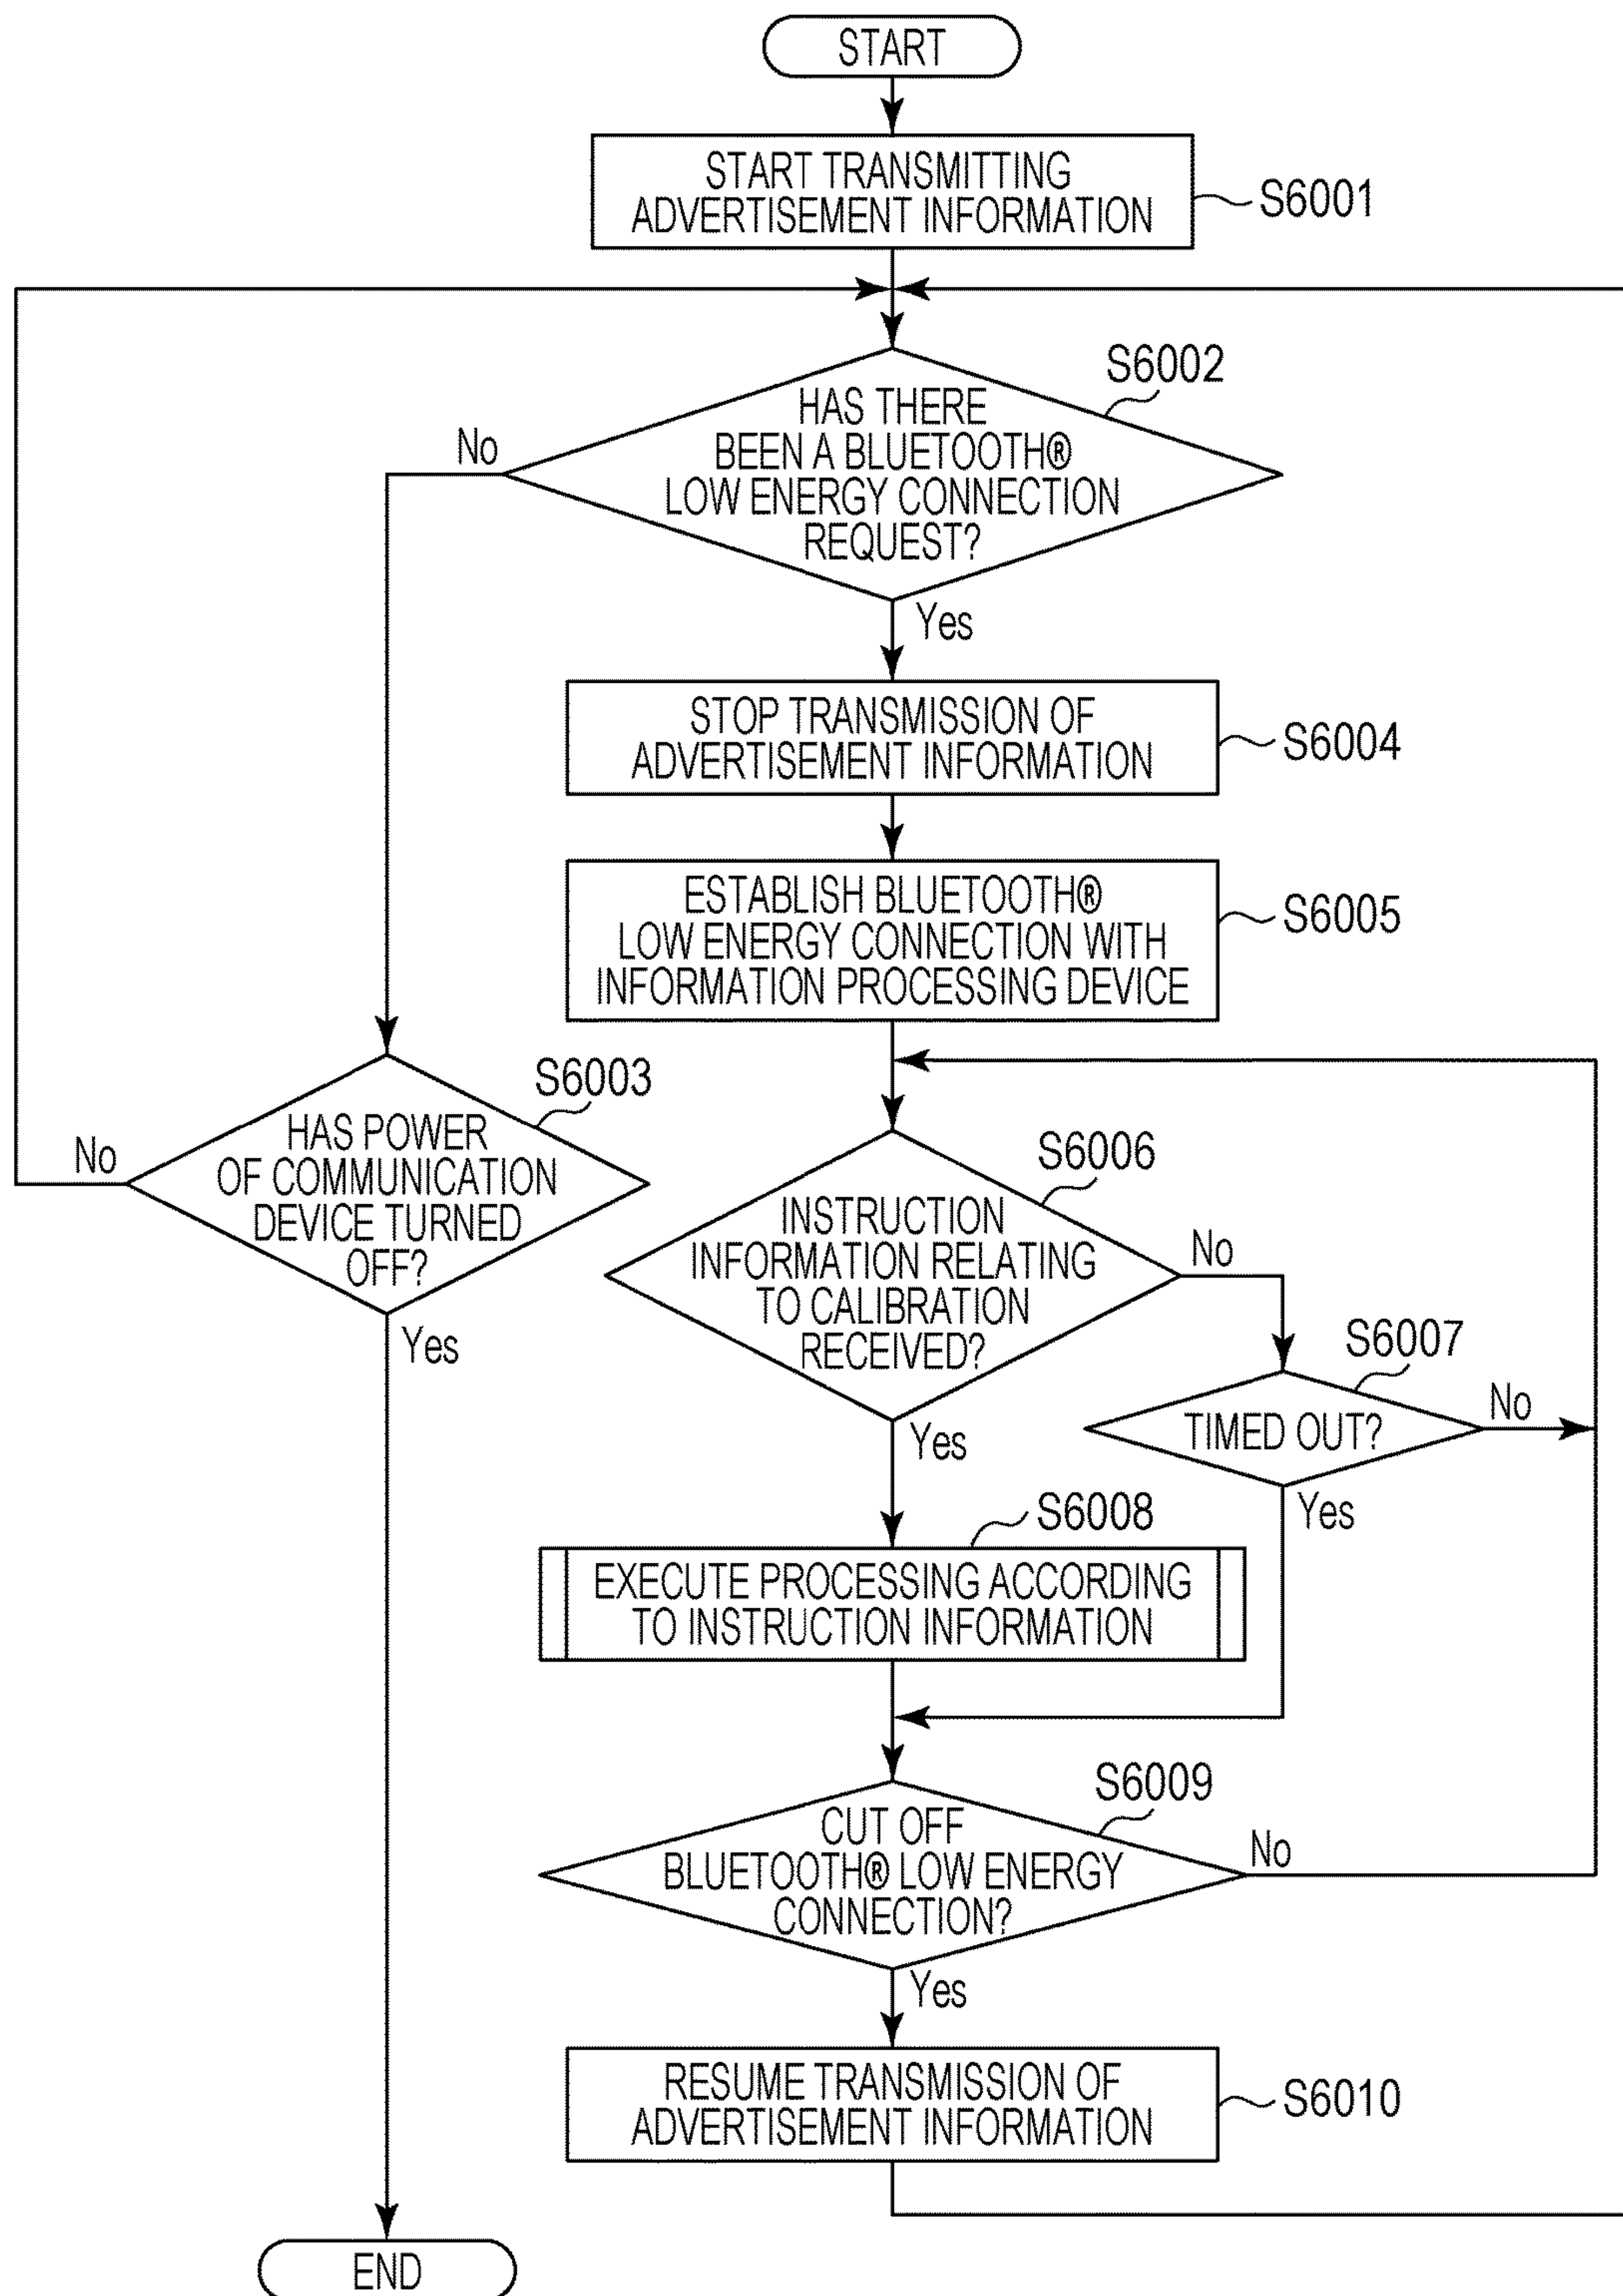 START
START TRANSMITTING
ADVERTISEMENT INFORMATION
S6001
S6002
HAS THERE
BEEN A BLUETOOTH®
LOW ENERGY CONNECTION
REQUEST?
No
Yes
STOP TRANSMISSION OF
ADVERTISEMENT INFORMATION
S6004
ESTABLISH BLUETOOTH®
LOW ENERGY CONNECTION WITH
INFORMATION PROCESSING DEVICE
S6005
S6003
HAS POWER
OF COMMUNICATION
DEVICE TURNED
OFF?
No
Yes
S6006
INSTRUCTION
INFORMATION RELATING
TO CALIBRATION
RECEIVED?
No
Yes
S6007
TIMED OUT?
No
Yes
S6008
EXECUTE PROCESSING ACCORDING
TO INSTRUCTION INFORMATION
S6009
CUT OFF
BLUETOOTH® LOW ENERGY
CONNECTION?
No
Yes
RESUME TRANSMISSION OF
ADVERTISEMENT INFORMATION
S6010
END